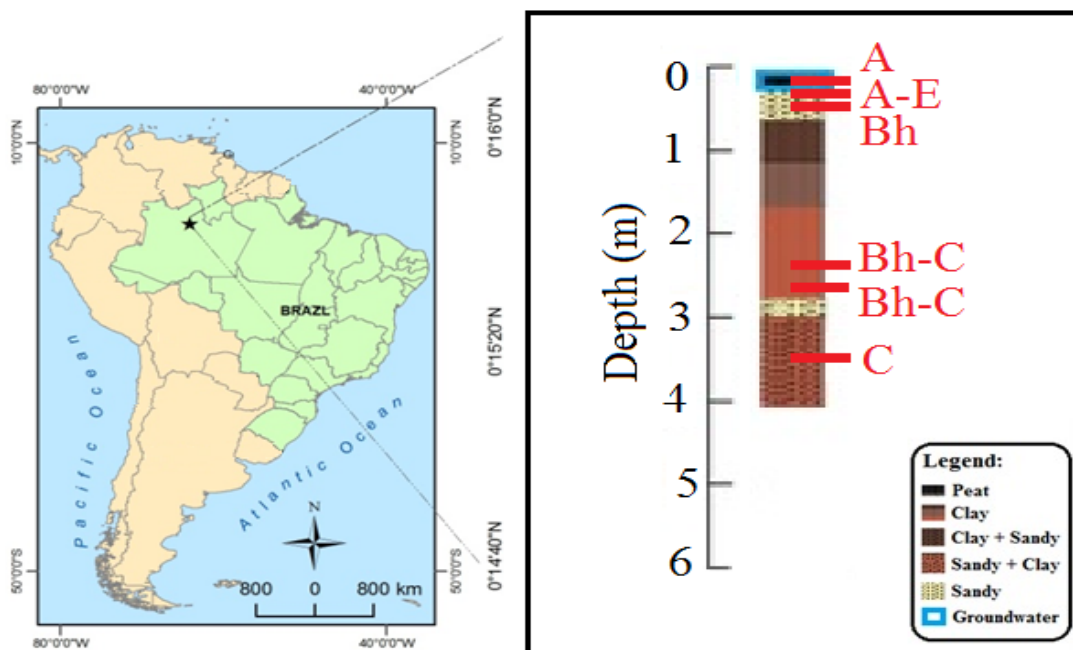 80°0'0"W
40°0'0"W
10°0'0"N
10°0'0"N
0°16'0"N
0°15'20"N
0°14'40"N
BRAZL
Pacific Ocean
Atlantic Ocean
N
800 0 800 km
50°0'0"S
50°0'0"S
80°0'0"W
40°0'0"W
Depth (m)
0
1
2
3
4
5
6
A
A-E
Bh
Bh-C
Bh-C
C
Legend:
Peat
Clay
Clay + Sandy
Sandy + Clay
Sandy
Groundwater